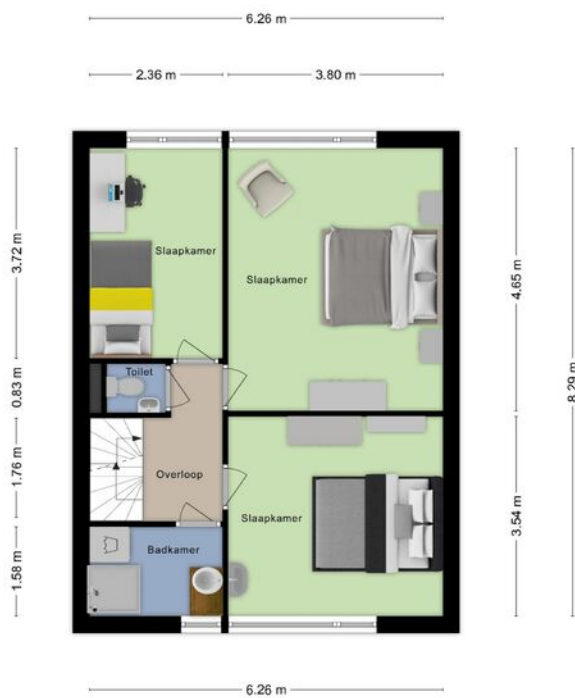 6.26 m
2.36 m
3.80 m
3.72 m
Slaapkamer
Slaapkamer
4.65 m
8.29 m
Toilet
0.83 m
Overloop
1.76 m
Slaapkamer
3.54 m
Badkamer
1.58 m
6.26 m